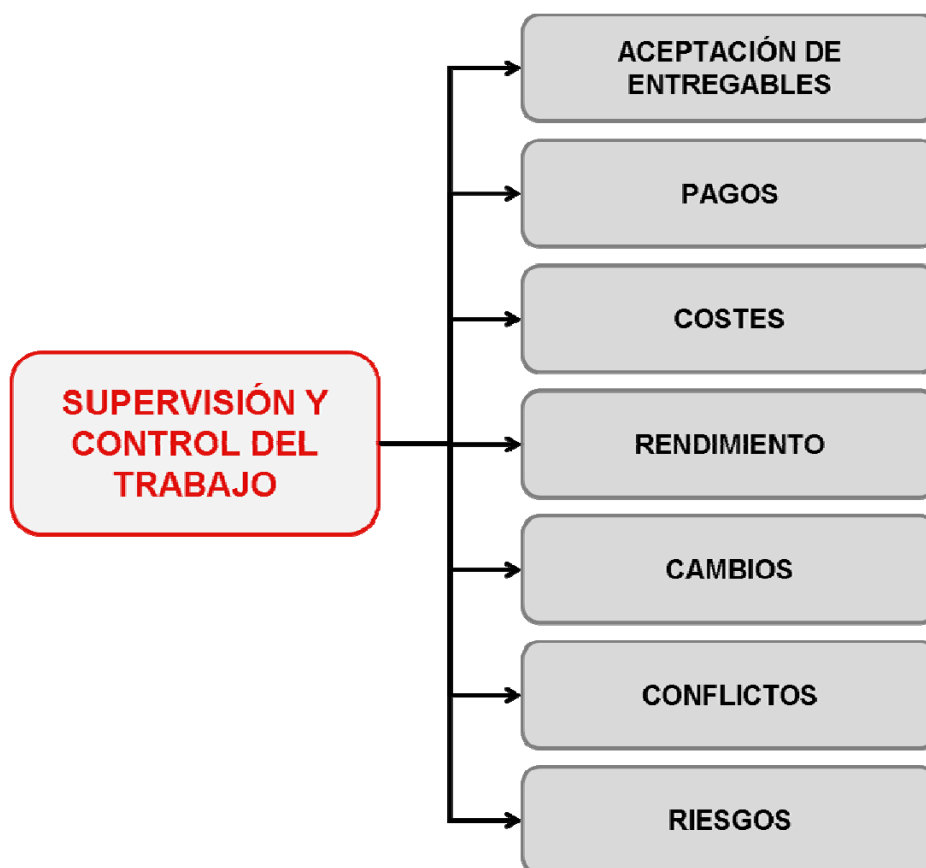 ACEPTACIÓN DE
ENTREGABLES
PAGOS
COSTES
SUPERVISIÓN Y
CONTROL DEL
TRABAJO
RENDIMIENTO
CAMBIOS
CONFLICTOS
RIESGOS